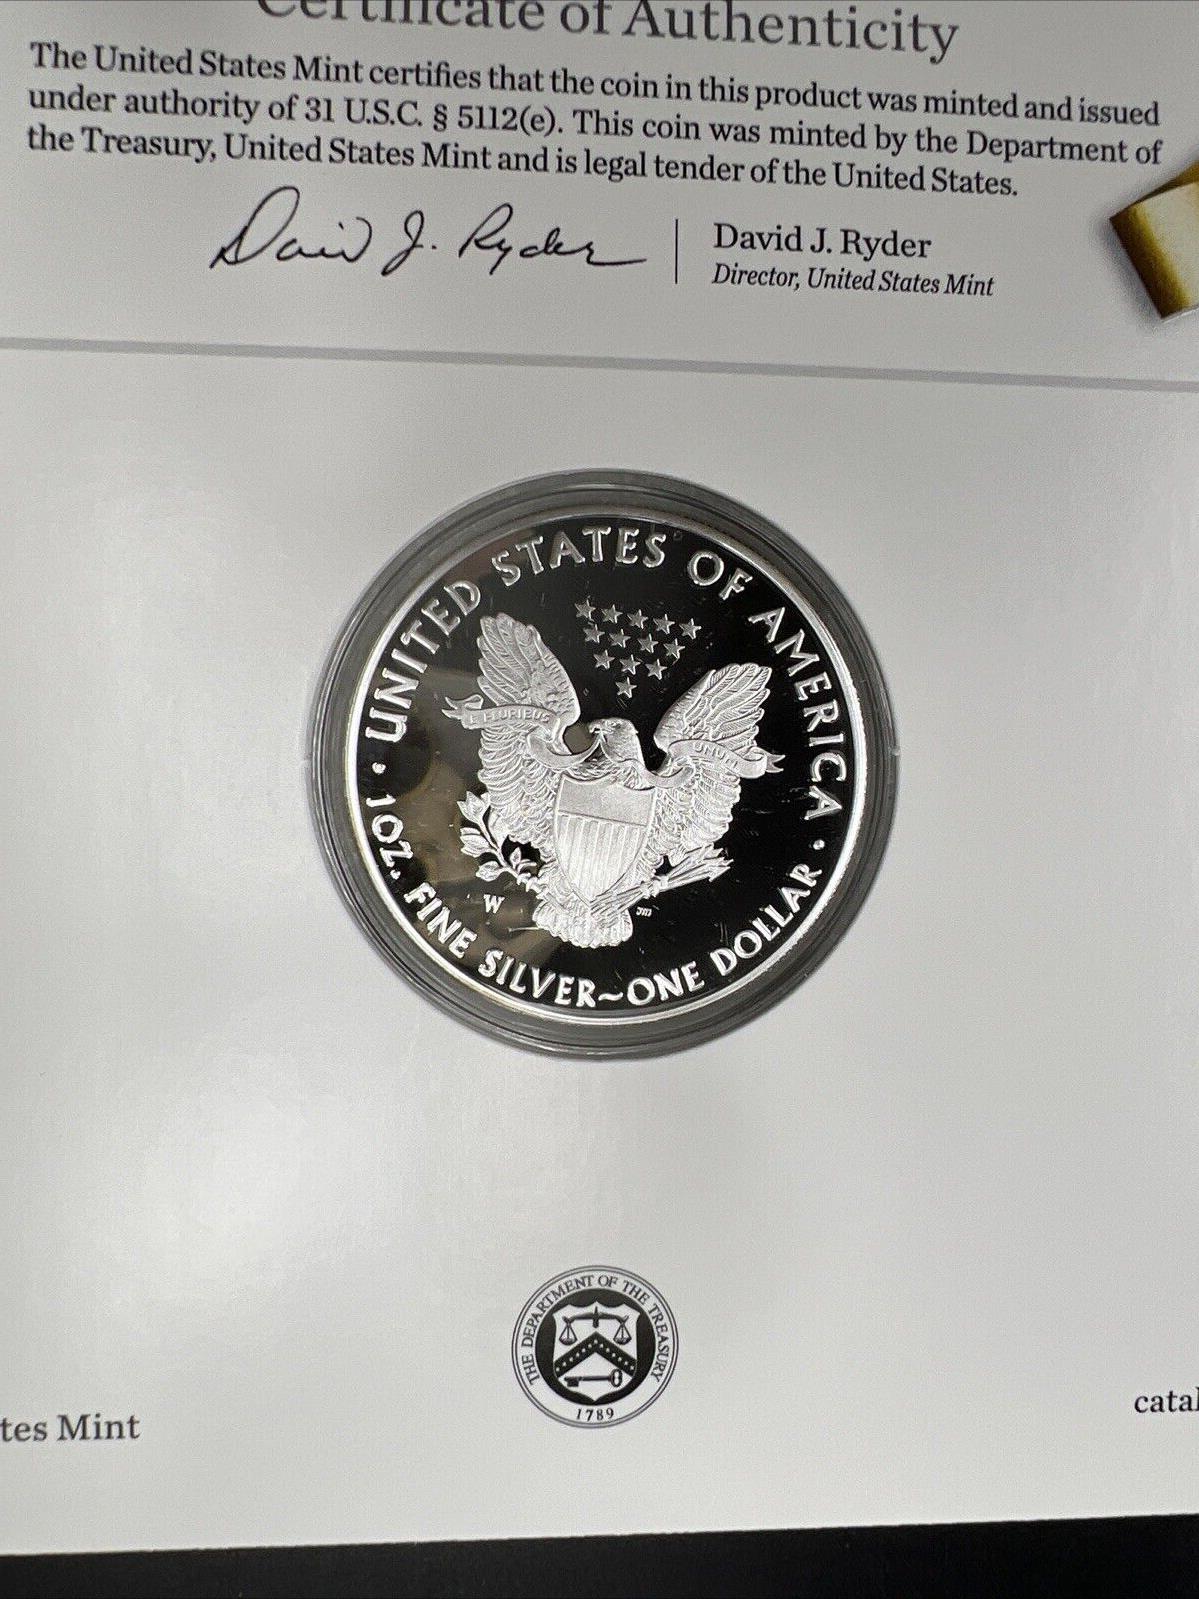 Certificate of Authenticity
The United States Mint certifies that the coin in this product was minted and issued
under authority of 31 U.S.C. § 5112(e). This coin was minted by the Department of
the Treasury, United States Mint and is legal tender of the United States.
David J. Ryder
David J. Ryder
Director, United States Mint
UNITED STATES OF AMERICA
E PLURIBUS
UNUM
W
JM
1 OZ. FINE SILVER~ONE DOLLAR
THE DEPARTMENT OF THE TREASURY
1789
tes Mint
catal